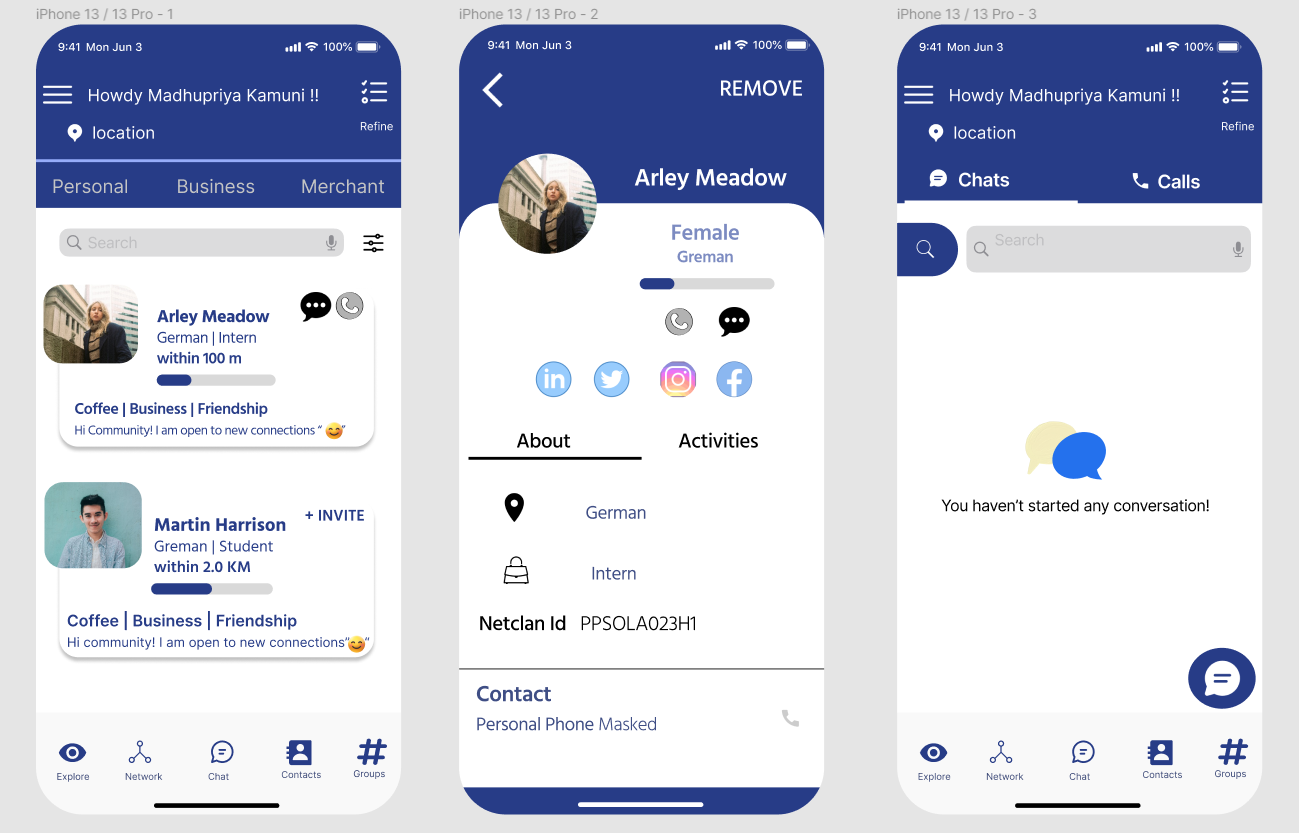 iPhone 13 / 13 Pro - 1
9:41 Mon Jun 3
100%
Howdy Madhupriya Kamuni !!
location
Refine
Personal
Business
Merchant
Search
Arley Meadow
German | Intern
within 100 m
Coffee | Business | Friendship
Hi Community! I am open to new connections “ 😅”
Martin Harrison
+ INVITE
Greman | Student
within 2.0 KM
Coffee | Business | Friendship
Hi community! I am open to new connections”😊“
Explore
Network
Chat
Contacts
Groups
iPhone 13 / 13 Pro - 2
9:41 Mon Jun 3
100%
REMOVE
Arley Meadow
Female
Greman
in
About
Activities
German
Intern
Netclan Id PPSOLA023H1
Contact
Personal Phone Masked
iPhone 13 / 13 Pro - 3
9:41 Mon Jun 3
100%
Howdy Madhupriya Kamuni !!
location
Refine
Chats
Calls
Search
You haven’t started any conversation!
Explore
Network
Chat
Contacts
Groups